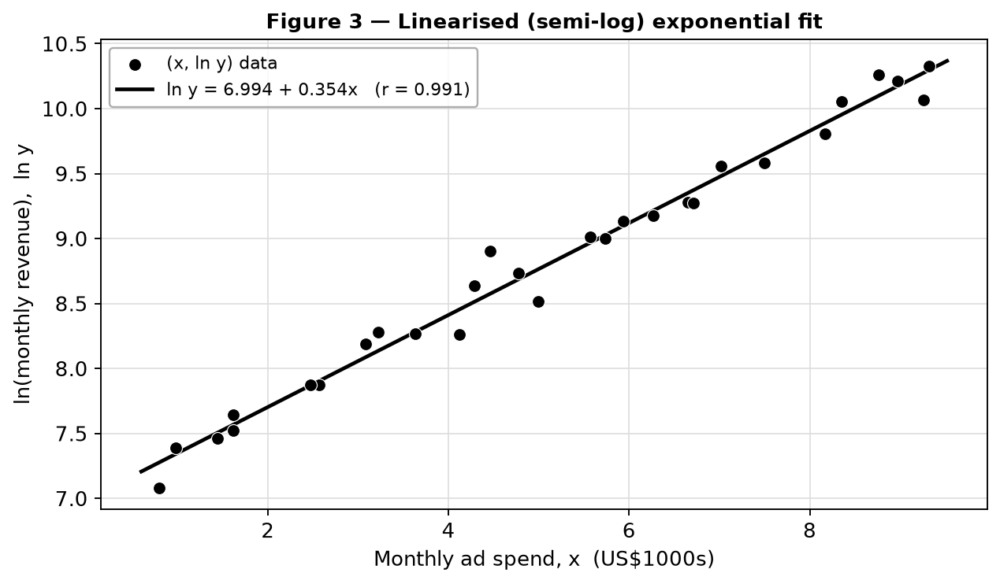 Figure 3 — Linearised (semi-log) exponential fit
10.5
10.0
9.5
9.0
8.5
8.0
7.5
7.0
ln(monthly revenue), ln y
(x, ln y) data
ln y = 6.994 + 0.354x (r = 0.991)
2 4 6 8
Monthly ad spend, x (US$1000s)